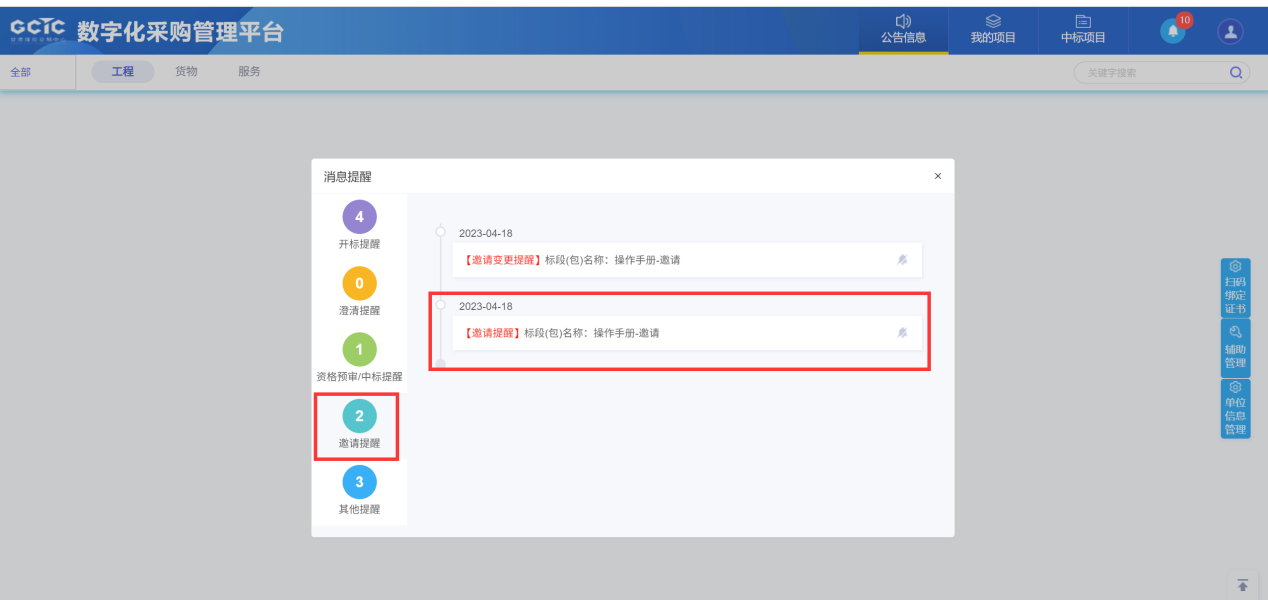 GCTC 数字化采购管理平台
公告信息
我的项目
中标项目
10
全部
工程
货物
服务
关键字搜索
消息提醒
×
4
开标提醒
0
澄清提醒
1
资格预审/中标提醒
2
邀请提醒
3
其他提醒
2023-04-18
【邀请变更提醒】标段(包)名称：操作手册-邀请
2023-04-18
【邀请提醒】标段(包)名称：操作手册-邀请
扫码
绑定
证书
辅助
管理
单位
信息
管理